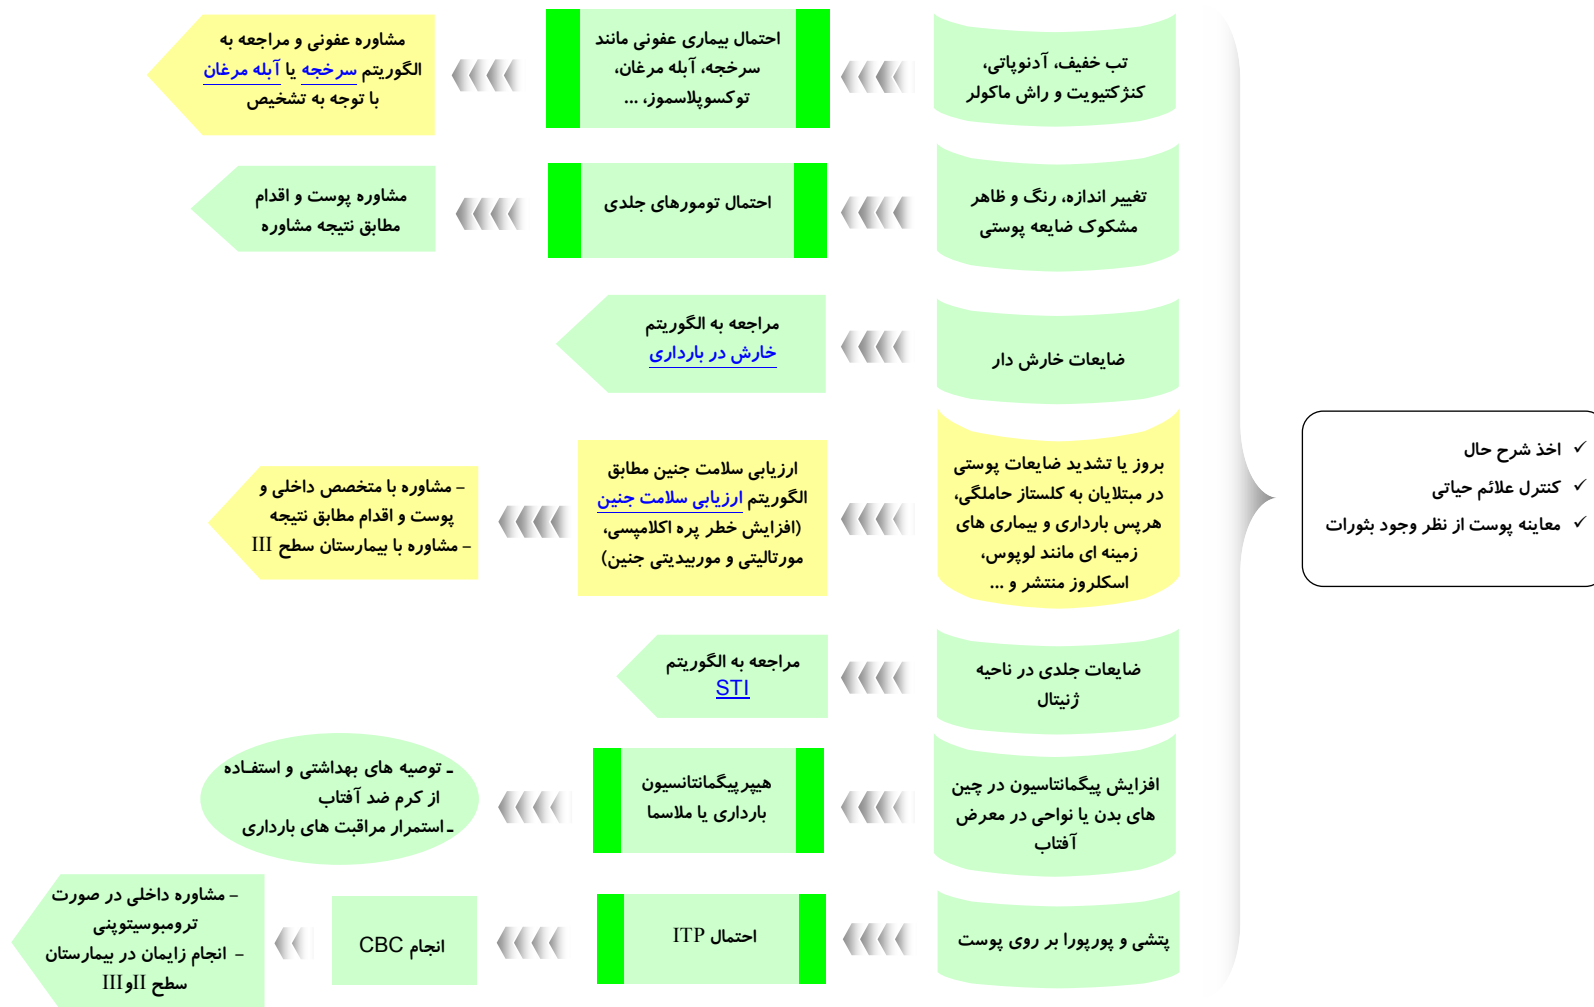 اخذ شرح حال
کنترل علائم حیاتی
معاینه پوست از نظر وجود بثورات
تب خفیف، آدنوپاتی،
کنژکتیویت و راش ماکولر
احتمال بیماری عفونی مانند
سرخجه، آبله مرغان،
توکسوپلاسموز، ...
مشاوره عفونی و مراجعه به
الگوریتم سرخجه یا آبله مرغان
با توجه به تشخیص
تغییر اندازه، رنگ و ظاهر
مشکوک ضایعه پوستی
احتمال تومورهای جلدی
مشاوره پوست و اقدام
مطابق نتیجه مشاوره
ضایعات خارش دار
مراجعه به الگوریتم
خارش در بارداری
بروز یا تشدید ضایعات پوستی
در مبتلایان به کلستاز حاملگی،
هرپس بارداری و بیماری های
زمینه ای مانند لوپوس،
اسکلروز منتشر و ...
ارزیابی سلامت جنین مطابق
الگوریتم ارزیابی سلامت جنین
(افزایش خطر پره اکلامپسی،
مورتالیتی و موربیدیتی جنین)
- مشاوره با متخصص داخلی و
پوست و اقدام مطابق نتیجه
- مشاوره با بیمارستان سطح III
ضایعات جلدی در ناحیه
ژنیتال
مراجعه به الگوریتم
STI
افزایش پیگمانتاسیون در چین
های بدن یا نواحی در معرض
آفتاب
هیپرپیگمانتانسیون
بارداری یا ملاسما
- توصیه های بهداشتی و استفاده
از کرم ضد آفتاب
- استمرار مراقبت های بارداری
پتشی و پورپورا بر روی پوست
احتمال ITP
انجام CBC
- مشاوره داخلی در صورت
ترومبوسیتوپنی
- انجام زایمان در بیمارستان
سطح II و III